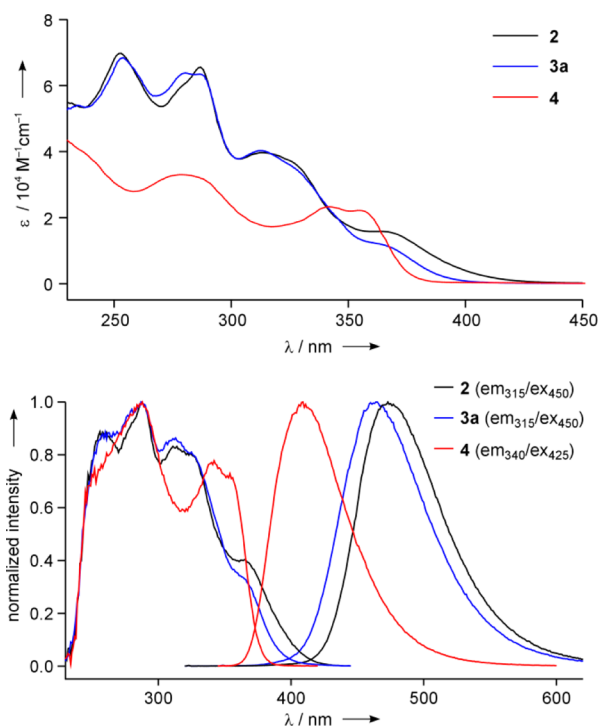 8
6
4
2
0
ε / 10⁴ M⁻¹cm⁻¹ →
2
3a
4
250 300 350 400 450
λ / nm →
1.0
0.8
0.6
0.4
0.2
0.0
normalized intensity →
2 (em₃₁₅/ex₄₅₀)
3a (em₃₁₅/ex₄₅₀)
4 (em₃₄₀/ex₄₂₅)
300 400 500 600
λ / nm →